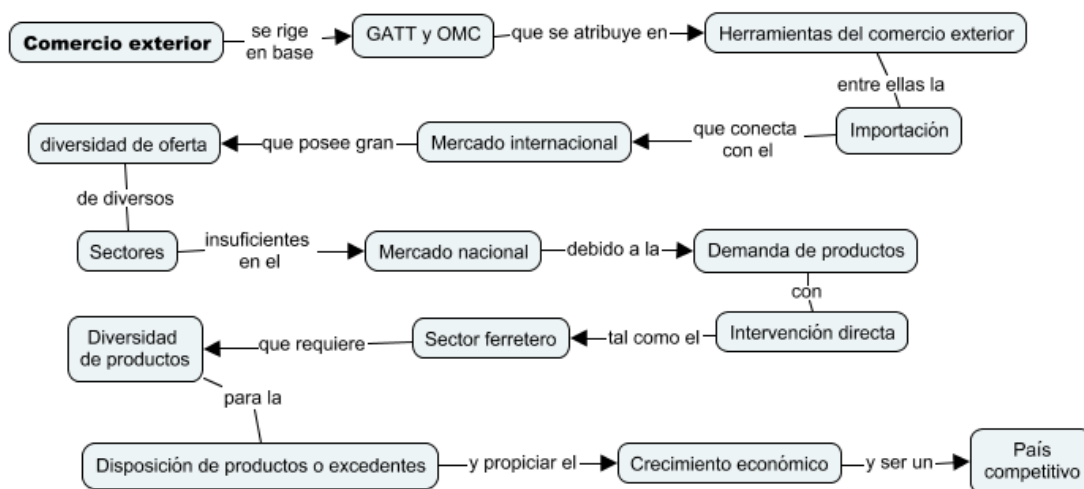 Comercio exterior
se rige
en base
GATT y OMC
que se atribuye en
Herramientas del comercio exterior
entre ellas la
Importación
que conecta
con el
Mercado internacional
que posee gran
diversidad de oferta
de diversos
Sectores
insuficientes
en el
Mercado nacional
debido a la
Demanda de productos
con
Intervención directa
tal como el
Sector ferretero
que requiere
Diversidad
de productos
para la
Disposición de productos o excedentes
y propiciar el
Crecimiento económico
y ser un
País
competitivo